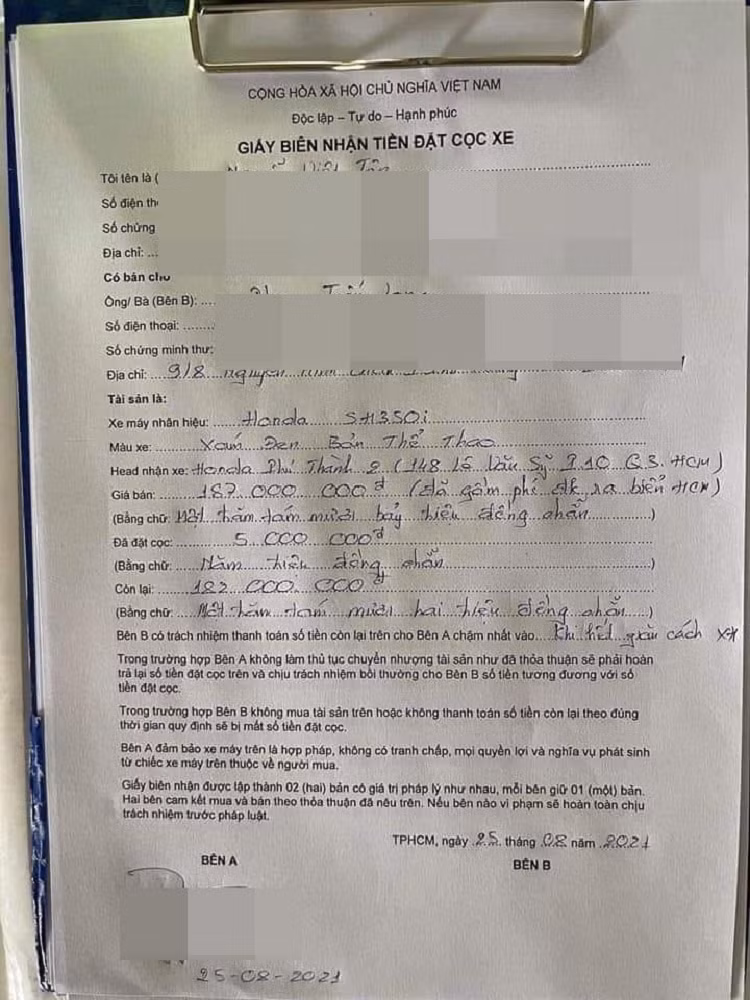 CỘNG HÒA XÃ HỘI CHỦ NGHĨA VIỆT NAM
Độc lập – Tự do – Hạnh phúc
GIẤY BIÊN NHẬN TIỀN ĐẶT CỌC XE
Tôi tên là (
Số điện th
Số chứng
Địa chỉ: ...
Có bán cho
Ông/ Bà (Bên B): ....
Số điện thoại: ........
Số chứng minh thư:
Địa chỉ: ... 918
Tài sản là:
Xe máy nhãn hiệu: Honda SH350i
Màu xe: Xám Đen Bản Thể Thao
Head nhận xe: Honda Phú Thành 2 (148 Lê Văn Sỹ P.10 Q3. HCM)
Giá bán: 187 000 000đ (đã gồm phí đk ra biển HCM)
(Bằng chữ: Một trăm tám mươi bảy triệu đồng chẵn)
Đã đặt cọc: 5 000 000đ
(Bằng chữ: Năm triệu đồng chẵn)
Còn lại: 182 000. 000đ
(Bằng chữ: Một trăm tám mươi hai triệu đồng chẵn)
Bên B có trách nhiệm thanh toán số tiền còn lại trên cho Bên A chậm nhất vào... Khi hết giãn cách XH
Trong trường hợp Bên A không làm thủ tục chuyển nhượng tài sản như đã thỏa thuận sẽ phải hoàn
trả lại số tiền đặt cọc trên và chịu trách nhiệm bồi thường cho Bên B số tiền tương đương với số
tiền đặt cọc.
Trong trường hợp Bên B không mua tài sản trên hoặc không thanh toán số tiền còn lại theo đúng
thời gian quy định sẽ bị mất số tiền đặt cọc.
Bên A đảm bảo xe máy trên là hợp pháp, không có tranh chấp, mọi quyền lợi và nghĩa vụ phát sinh
từ chiếc xe máy trên thuộc về người mua.
Giấy biên nhận được lập thành 02 (hai) bản có giá trị pháp lý như nhau, mỗi bên giữ 01 (một) bản.
Hai bên cam kết mua và bán theo thỏa thuận đã nêu trên. Nếu bên nào vi phạm sẽ hoàn toàn chịu
trách nhiệm trước pháp luật.
TPHCM, ngày 25 tháng 08 năm 2021
BÊN A BÊN B
25-08-2021